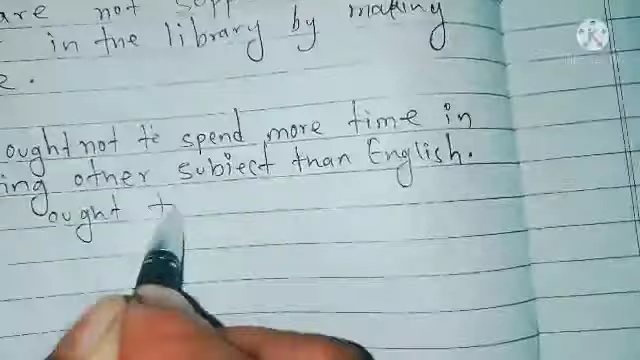 are not
in the library by making
e.
ought not to spend more time in
ing other subiect than English.
ought t